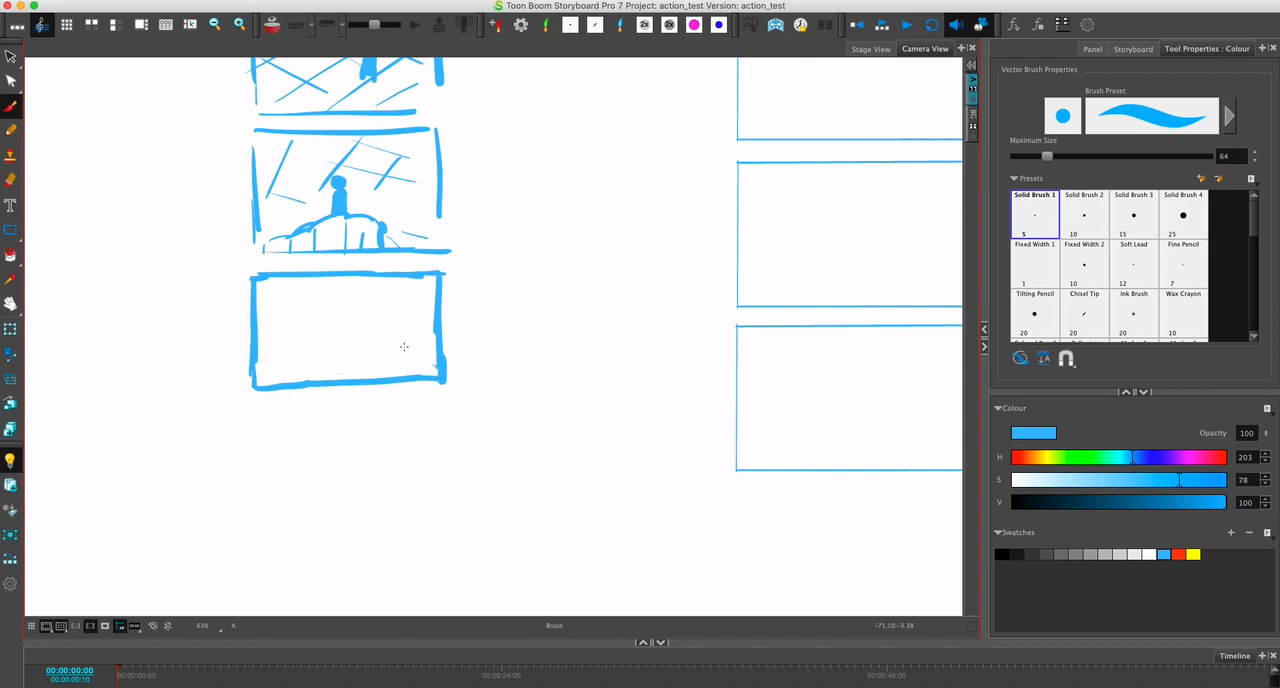 Toon Boom Storyboard Pro 7 Project: action_test Version: action_test
Stage View
Camera View
Panel
Storyboard
Tool Properties : Colour
Vector Brush Properties
Brush Preset
Maximum Size
64
Presets
Solid Brush 1
Solid Brush 2
Solid Brush 3
Solid Brush 4
5
10
15
25
Fixed Width 1
Fixed Width 2
Soft Lead
Fine Pencil
1
10
12
7
Tilting Pencil
Chisel Tip
Ink Brush
Wax Crayon
20
20
20
10
Colour
Opacity
100
H
203
S
78
V
100
Swatches
63%
A
Brush
-71.10:-3.38
Timeline
00:00:00:00
00:00:00:10
00:00:00:00
00:00:24:00
00:00:48:00